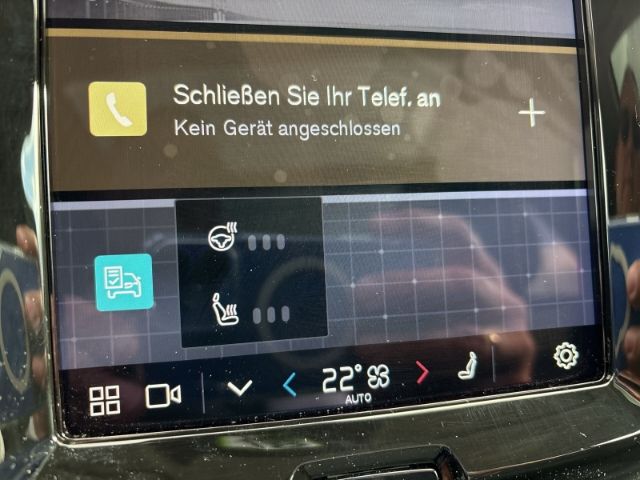 Schließen Sie Ihr Telef. an
Kein Gerät angeschlossen
22°
AUTO